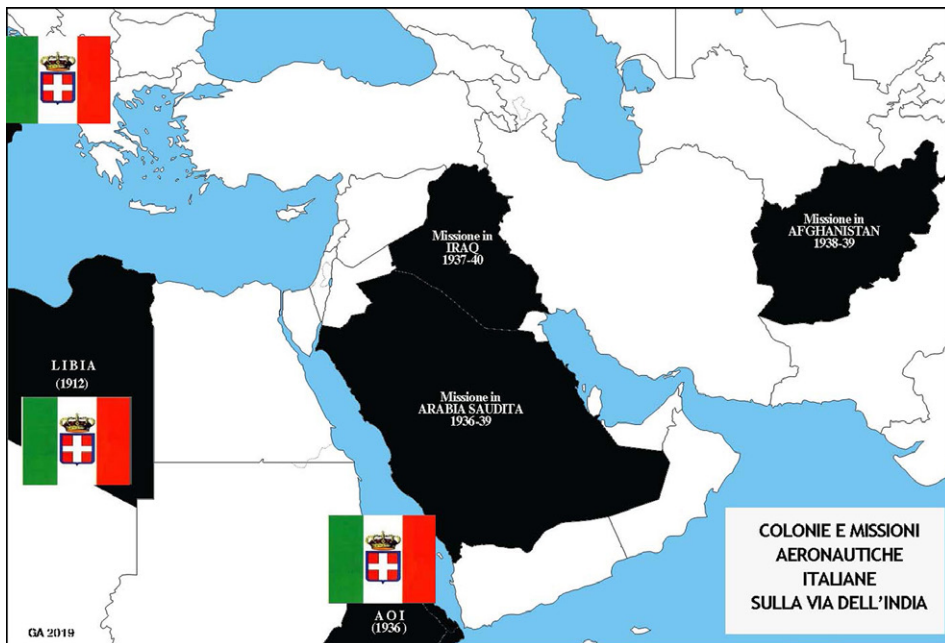 Missione in
IRAQ
1937-40
Missione in
AFGHANISTAN
1938-39
LIBIA
(1912)
Missione in
ARABIA SAUDITA
1936-39
AOI
(1936)
COLONIE E MISSIONI
AERONAUTICHE
ITALIANE
SULLA VIA DELL'INDIA
GA 2019